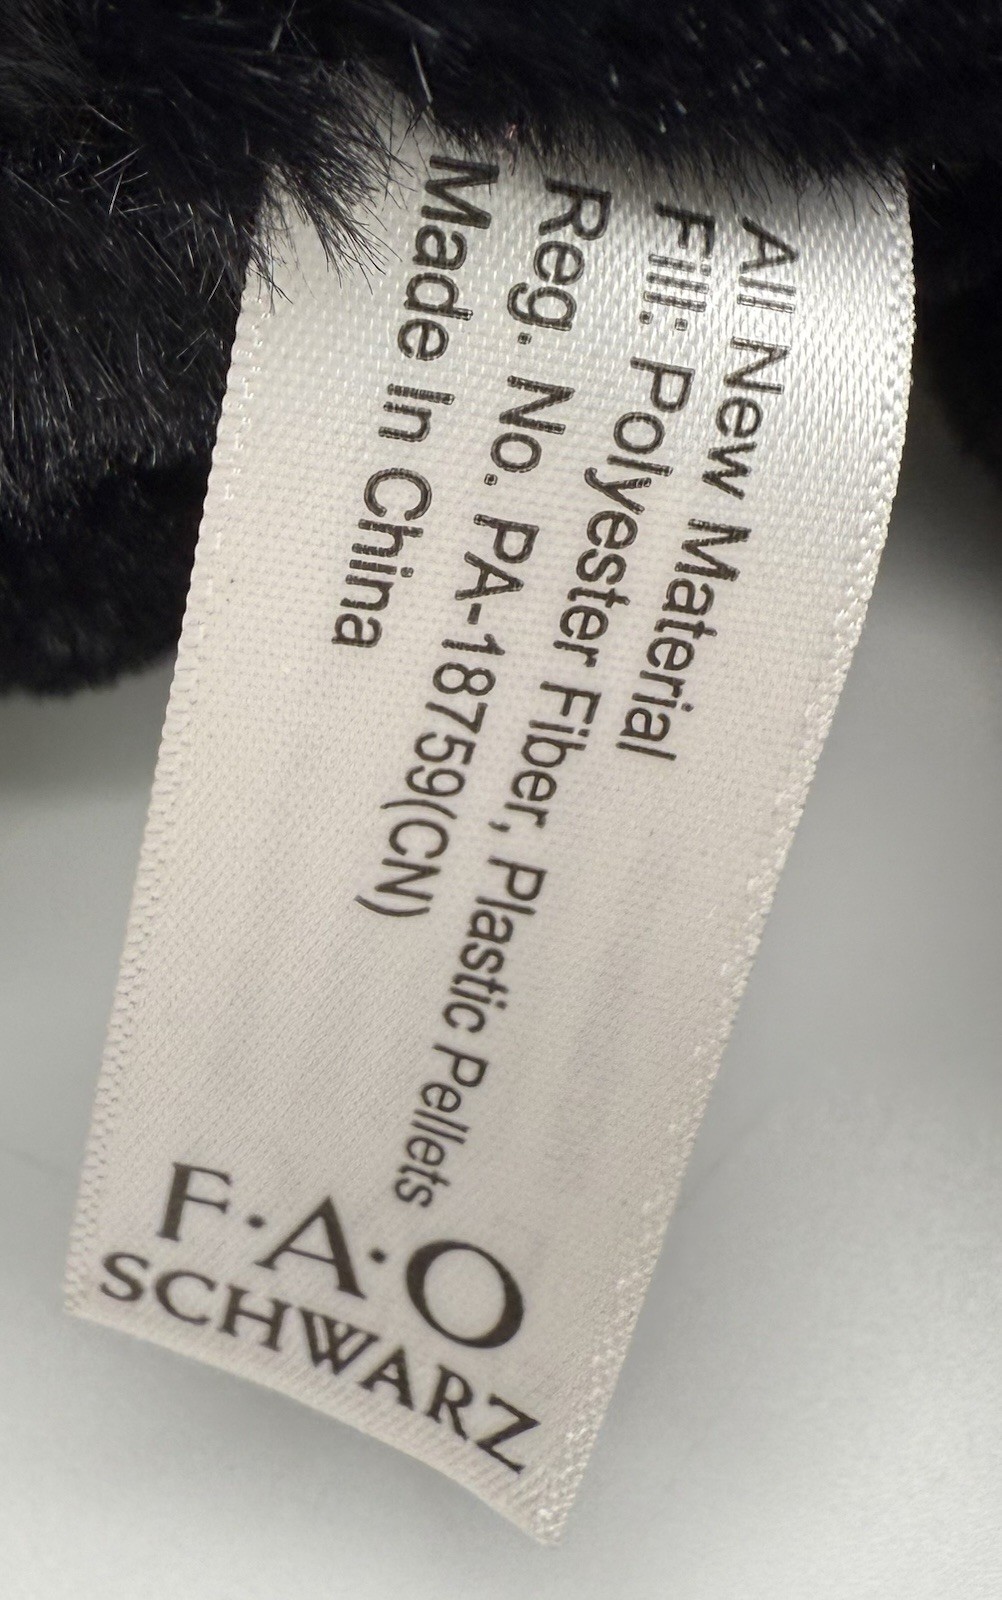 All New Material
Fill: Polyester Fiber, Plastic Pellets
Reg. No. PA-18759(CN)
Made In China
F·A·O
SCHWARZ